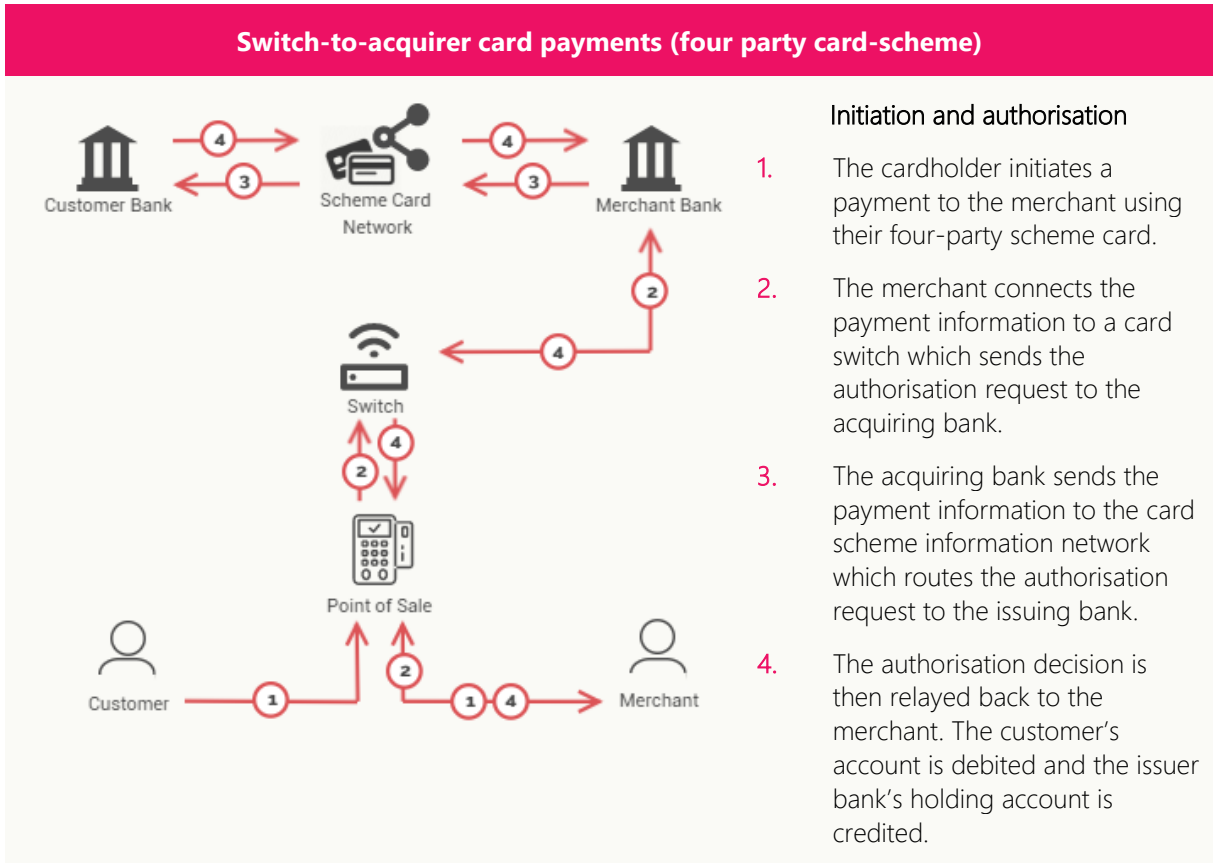 Switch-to-acquirer card payments (four party card-scheme)
4
3
Customer Bank
Scheme Card
Network
4
3
Merchant Bank
2
4
Switch
2
4
Point of Sale
Customer
1
2
1
4
Merchant
Initiation and authorisation
1. The cardholder initiates a
payment to the merchant using
their four-party scheme card.
2. The merchant connects the
payment information to a card
switch which sends the
authorisation request to the
acquiring bank.
3. The acquiring bank sends the
payment information to the card
scheme information network
which routes the authorisation
request to the issuing bank.
4. The authorisation decision is
then relayed back to the
merchant. The customer’s
account is debited and the issuer
bank’s holding account is
credited.